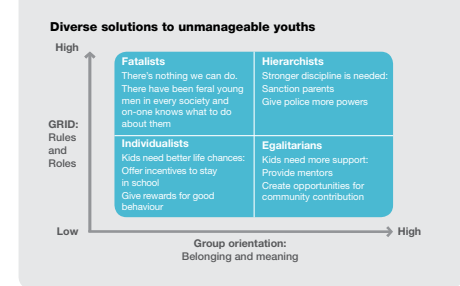 Diverse solutions to unmanageable youths
High
GRID:
Rules
and
Roles
Low
Fatalists
There's nothing we can do.
There have been feral young
men in every society and
on-one knows what to do
about them
Hierarchists
Stronger discipline is needed:
Sanction parents
Give police more powers
Individualists
Kids need better life chances:
Offer incentives to stay
in school
Give rewards for good
behaviour
Egalitarians
Kids need more support:
Provide mentors
Create opportunities for
community contribution
High
Group orientation:
Belonging and meaning